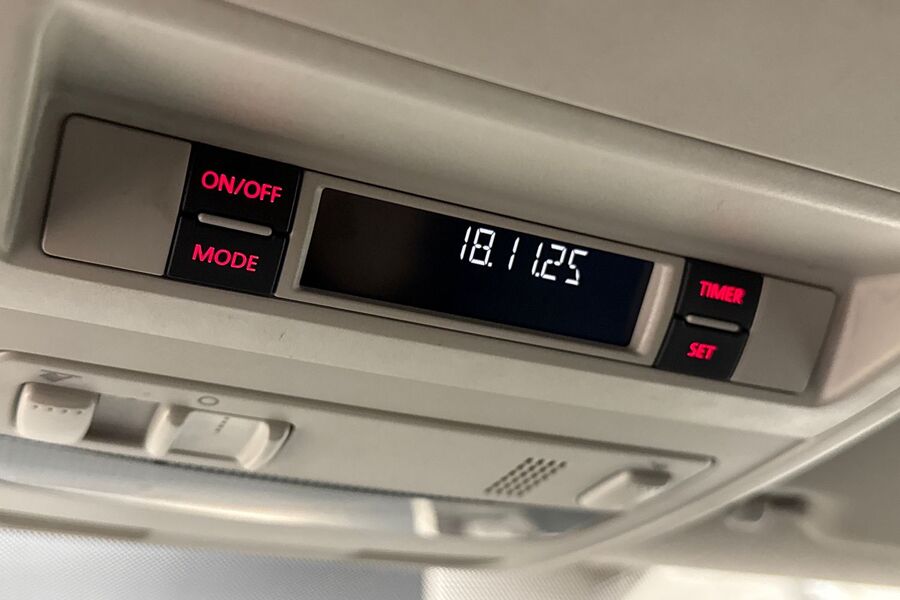 ON/OFF
MODE
18.11.25
TIMER
SET